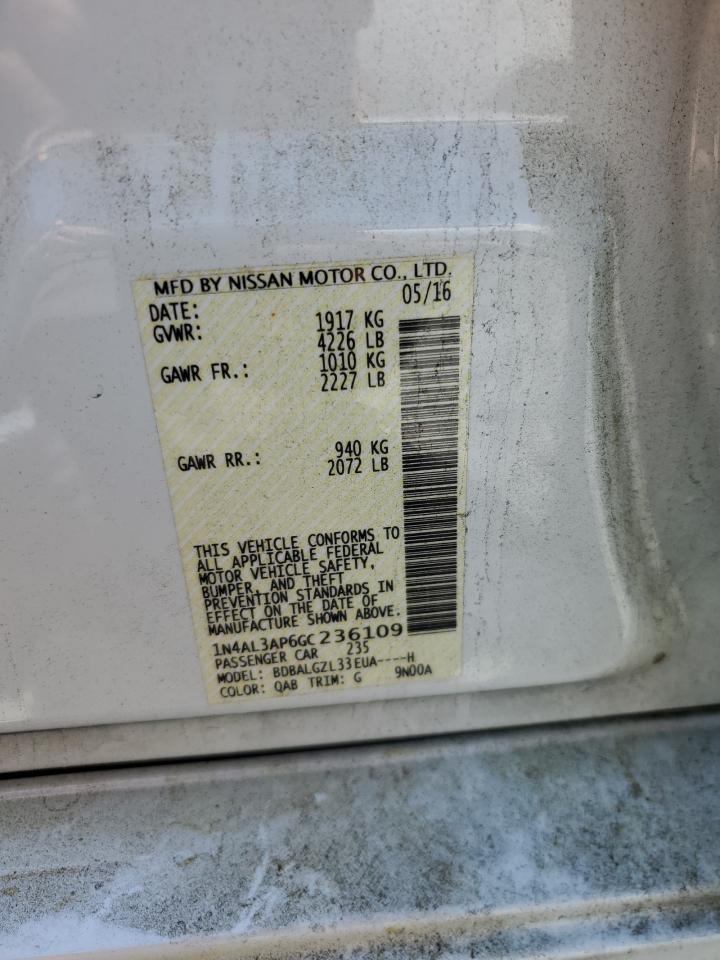 MFD BY NISSAN MOTOR CO., LTD.
DATE: 05/16
GVWR: 1917 KG
4226 LB
GAWR FR.: 1010 KG
2227 LB
GAWR RR.: 940 KG
2072 LB
THIS VEHICLE CONFORMS TO
ALL APPLICABLE FEDERAL
MOTOR VEHICLE SAFETY,
BUMPER, AND THEFT
PREVENTION STANDARDS IN
EFFECT ON THE DATE OF
MANUFACTURE SHOWN ABOVE.
1N4AL3AP6GC236109
PASSENGER CAR 235
MODEL: BDBALGZL33EUA----H
COLOR: QAB TRIM: G 9N00A